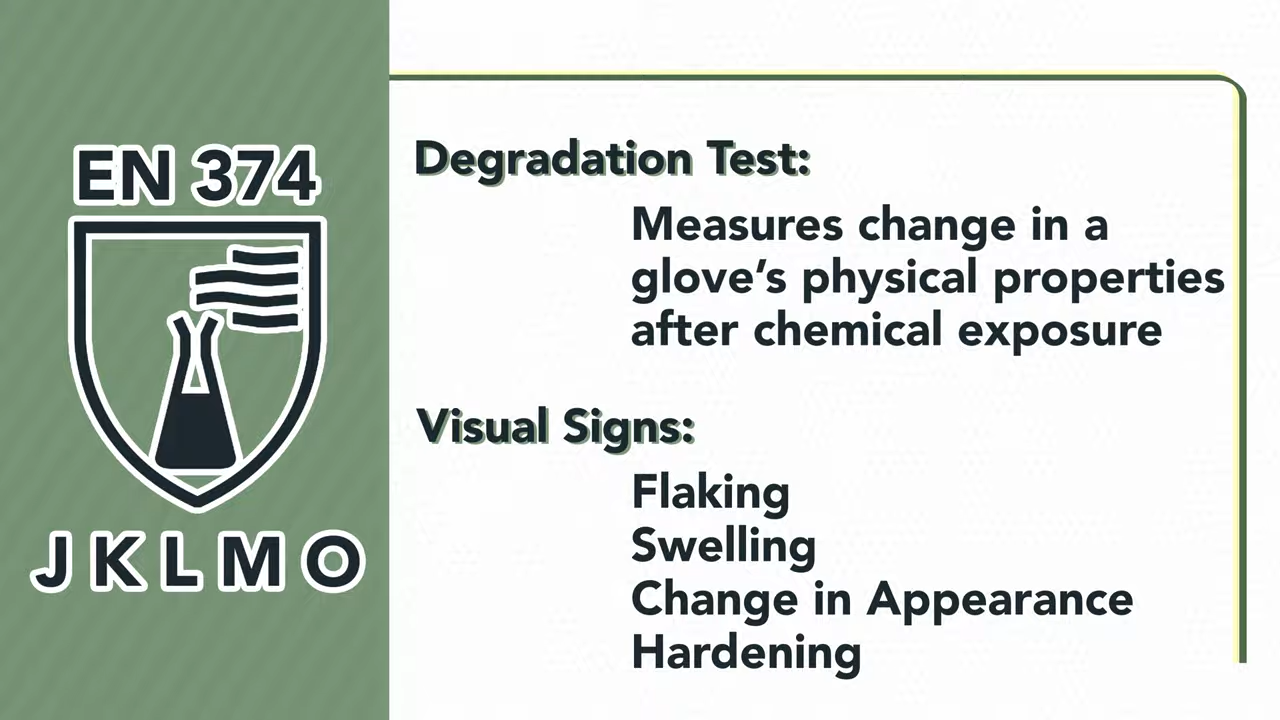 EN 374
JKLMO
Degradation Test:
Measures change in a
glove's physical properties
after chemical exposure
Visual Signs:
Flaking
Swelling
Change in Appearance
Hardening